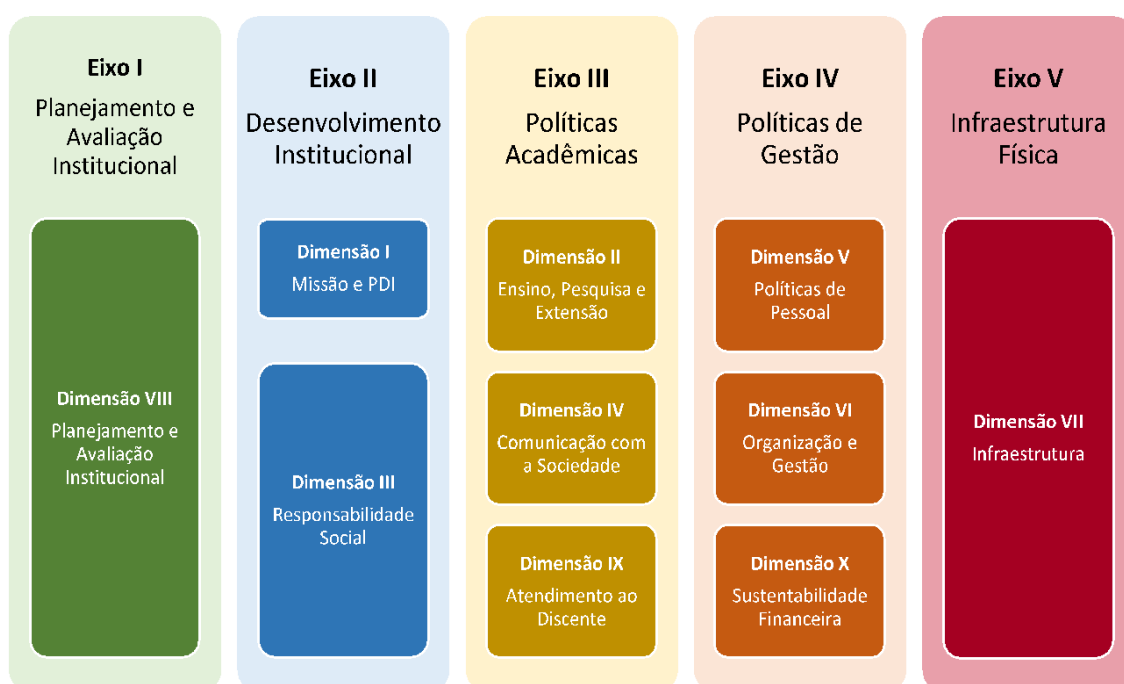 Eixo I
Planejamento e
Avaliação
Institucional
Dimensão VIII
Planejamento e
Avaliação
Institucional
Eixo II
Desenvolvimento
Institucional
Dimensão I
Missão e PDI
Dimensão III
Responsabilidade
Social
Eixo III
Políticas
Acadêmicas
Dimensão II
Ensino, Pesquisa e
Extensão
Dimensão IV
Comunicação com
a Sociedade
Dimensão IX
Atendimento ao
Discente
Eixo IV
Políticas de
Gestão
Dimensão V
Políticas de
Pessoal
Dimensão VI
Organização e
Gestão
Dimensão X
Sustentabilidade
Financeira
Eixo V
Infraestrutura
Física
Dimensão VII
Infraestrutura